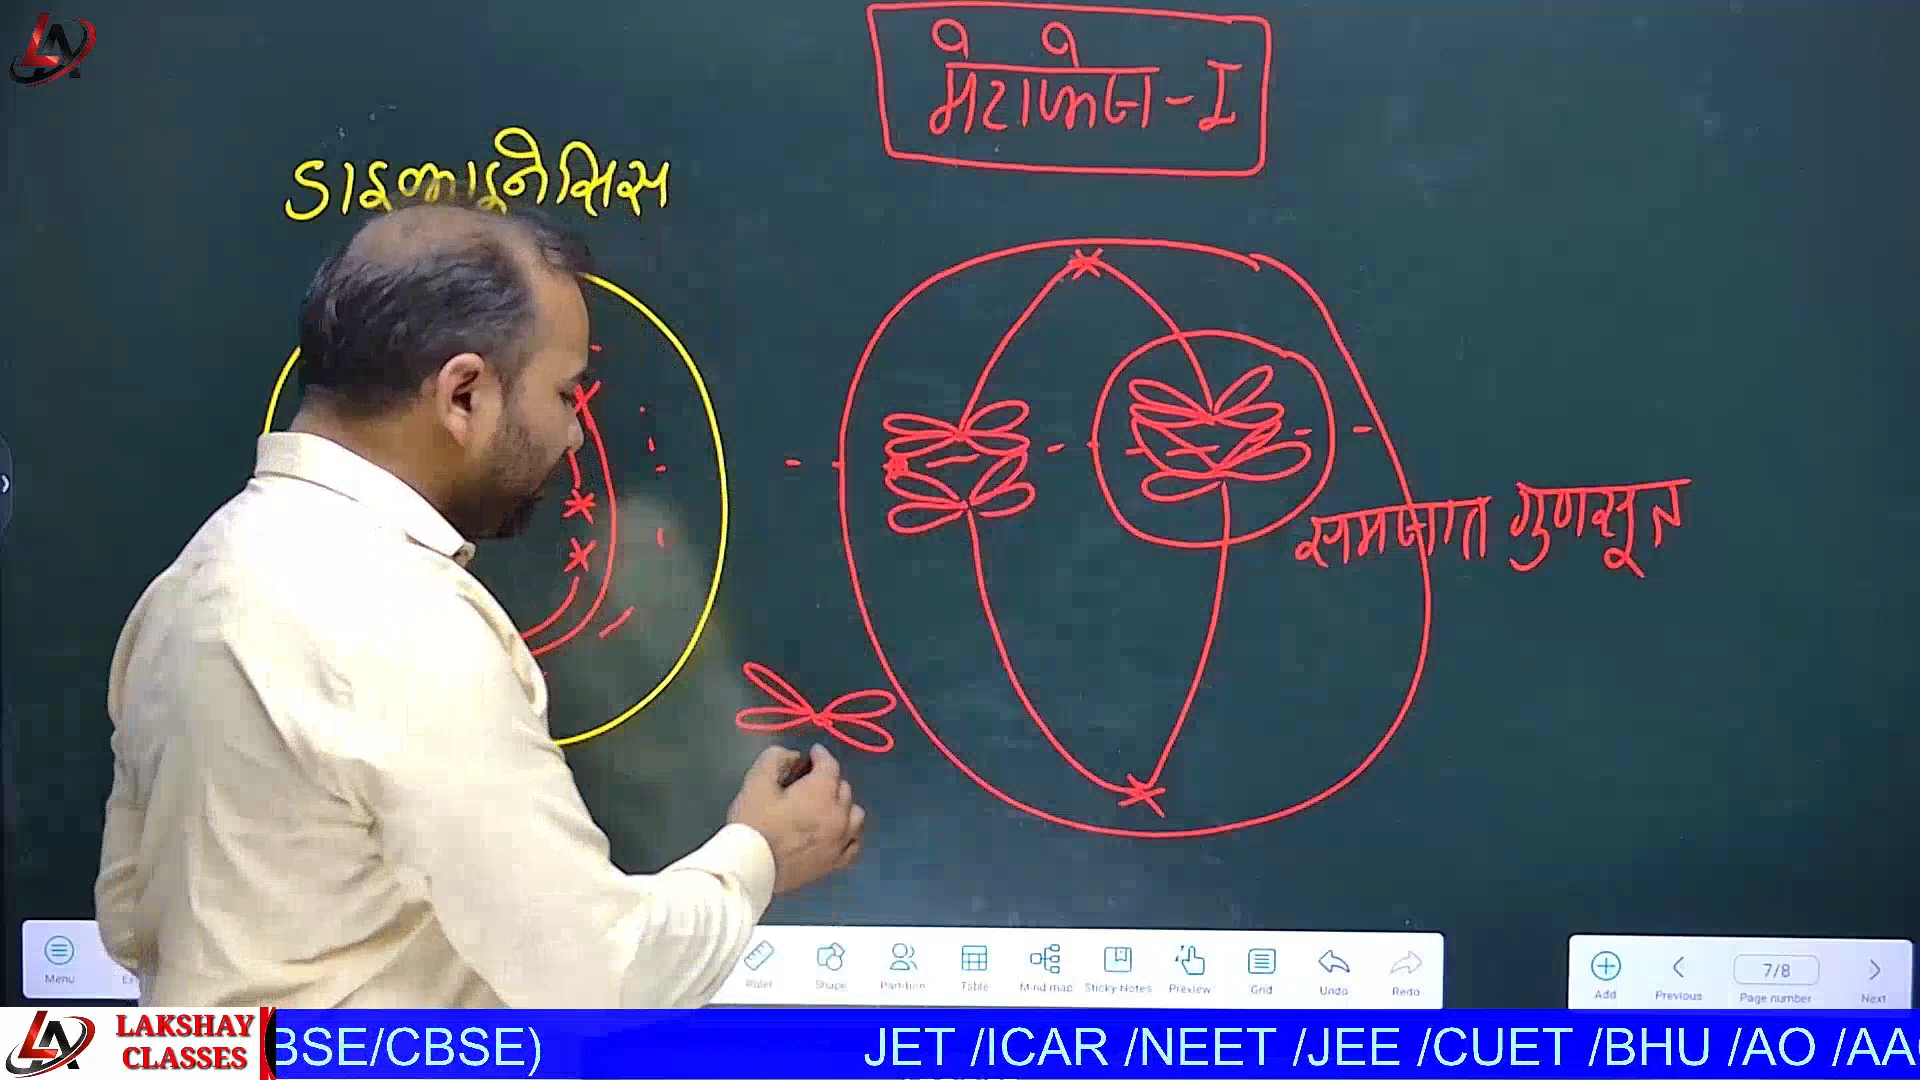 मेटाफेज - I
डाइकाइनेसिस
समजात गुणसूत्र
Menu
Ruler
Shape
Partition
Table
Mind map
Sticky Notes
Preview
Grid
Undo
Redo
Add
Previous
7/8
Page number
Next
LAKSHAY
CLASSES
BSE/CBSE)
JET /ICAR /NEET /JEE /CUET /BHU /AO /AA